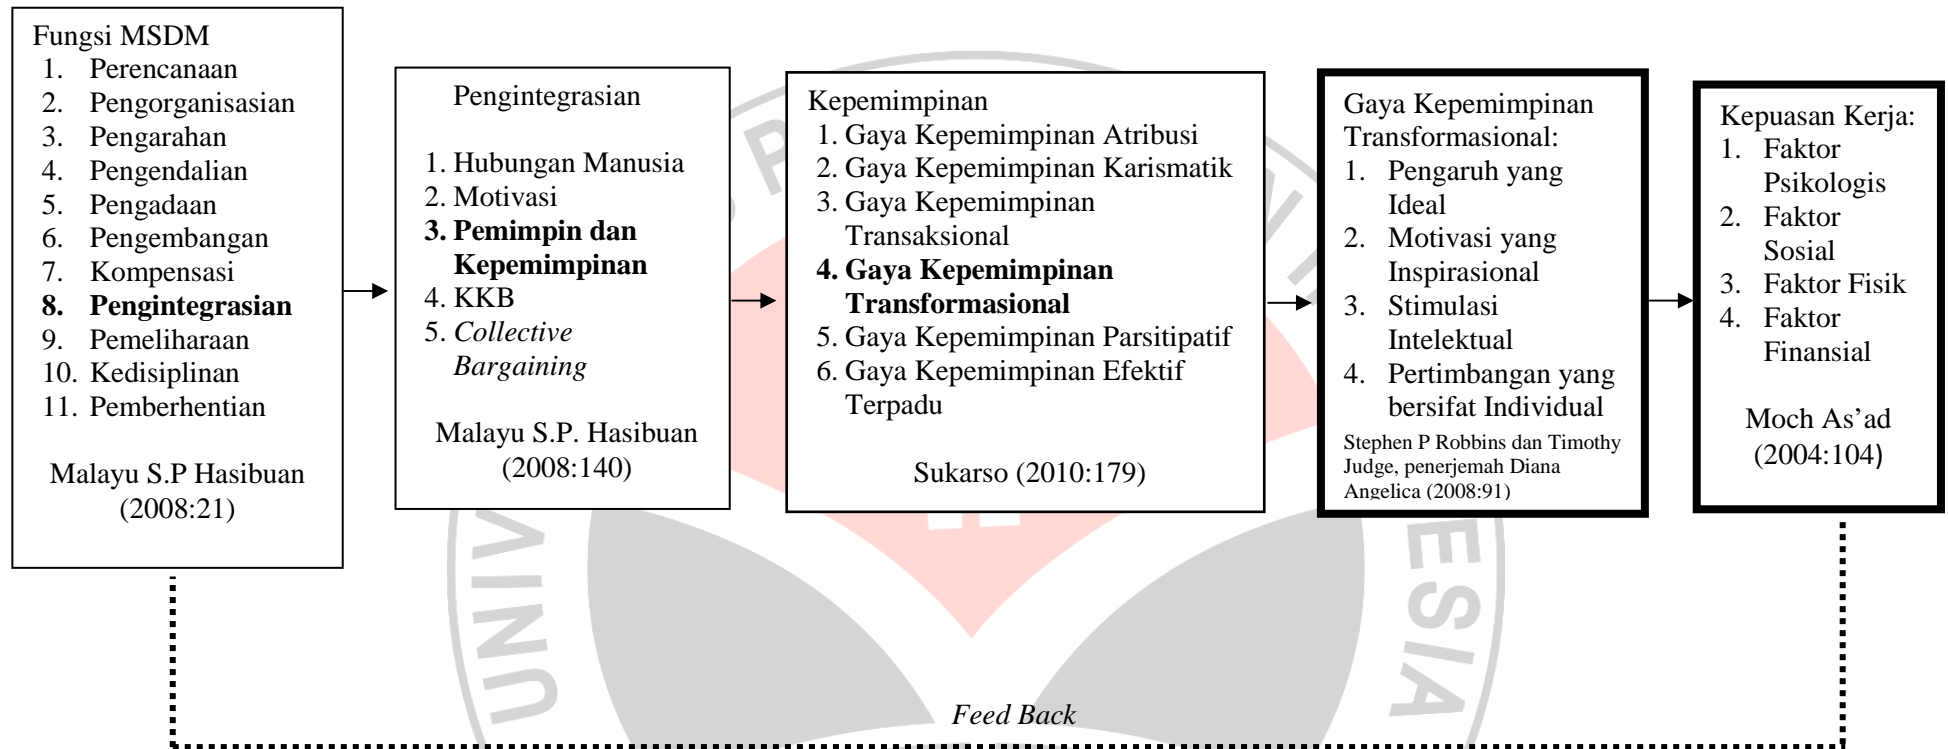 Fungsi MSDM
1. Perencanaan
2. Pengorganisasian
3. Pengarahan
4. Pengendalian
5. Pengadaan
6. Pengembangan
7. Kompensasi
8. Pengintegrasian
9. Pemeliharaan
10. Kedisiplinan
11. Pemberhentian
Malayu S.P Hasibuan
(2008:21)
Pengintegrasian
1. Hubungan Manusia
2. Motivasi
3. Pemimpin dan
Kepemimpinan
4. KKB
5. Collective
Bargaining
Malayu S.P. Hasibuan
(2008:140)
Kepemimpinan
1. Gaya Kepemimpinan Atribusi
2. Gaya Kepemimpinan Karismatik
3. Gaya Kepemimpinan
Transaksional
4. Gaya Kepemimpinan
Transformasional
5. Gaya Kepemimpinan Parsitipatif
6. Gaya Kepemimpinan Efektif
Terpadu
Sukarso (2010:179)
Gaya Kepemimpinan
Transformasional:
1. Pengaruh yang
Ideal
2. Motivasi yang
Inspirasional
3. Stimulasi
Intelektual
4. Pertimbangan yang
bersifat Individual
Stephen P Robbins dan Timothy
Judge, penerjemah Diana
Angelica (2008:91)
Kepuasan Kerja:
1. Faktor
Psikologis
2. Faktor
Sosial
3. Faktor Fisik
4. Faktor
Finansial
Moch As’ad
(2004:104)
Feed Back